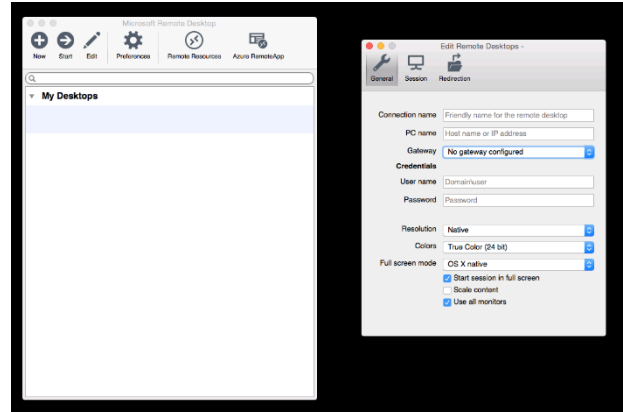 Microsoft Remote Desktop
New Start Edit Preferences Remote Resources Azure RemoteApp
My Desktops
Edit Remote Desktops -
General Session Redirection
Connection name Friendly name for the remote desktop
PC name Host name or IP address
Gateway No gateway configured
Credentials
User name Domain\user
Password Password
Resolution Native
Colors True Color (24 bit)
Full screen mode OS X native
Start session in full screen
Scale content
Use all monitors